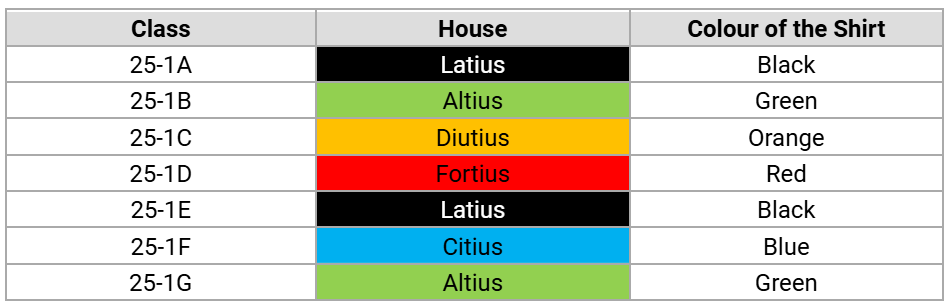 Class House Colour of the Shirt
25-1A Latius Black
25-1B Altius Green
25-1C Diutius Orange
25-1D Fortius Red
25-1E Latius Black
25-1F Citius Blue
25-1G Altius Green